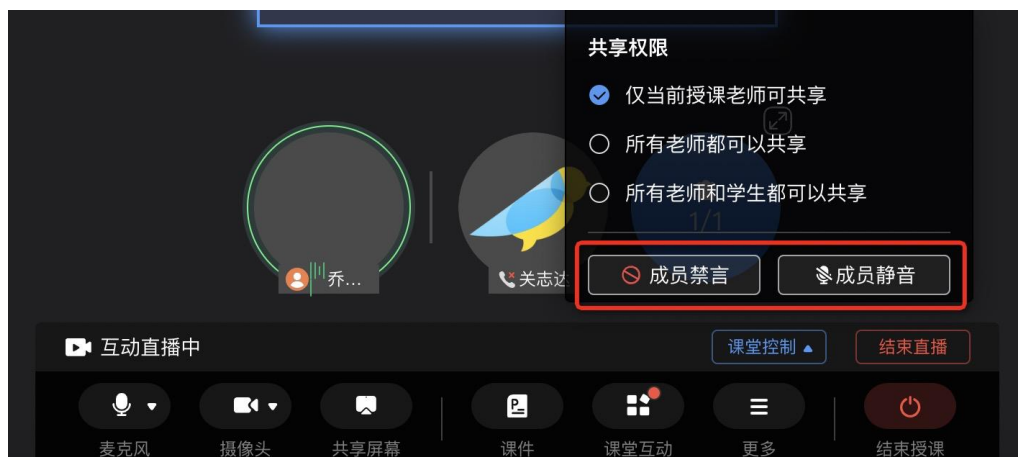 共享权限
仅当前授课老师可共享
所有老师都可以共享
所有老师和学生都可以共享
1/1
成员禁言 成员静音
乔... 关志达
互动直播中 课堂控制 结束直播
麦克风 摄像头 共享屏幕 课件 课堂互动 更多 结束授课